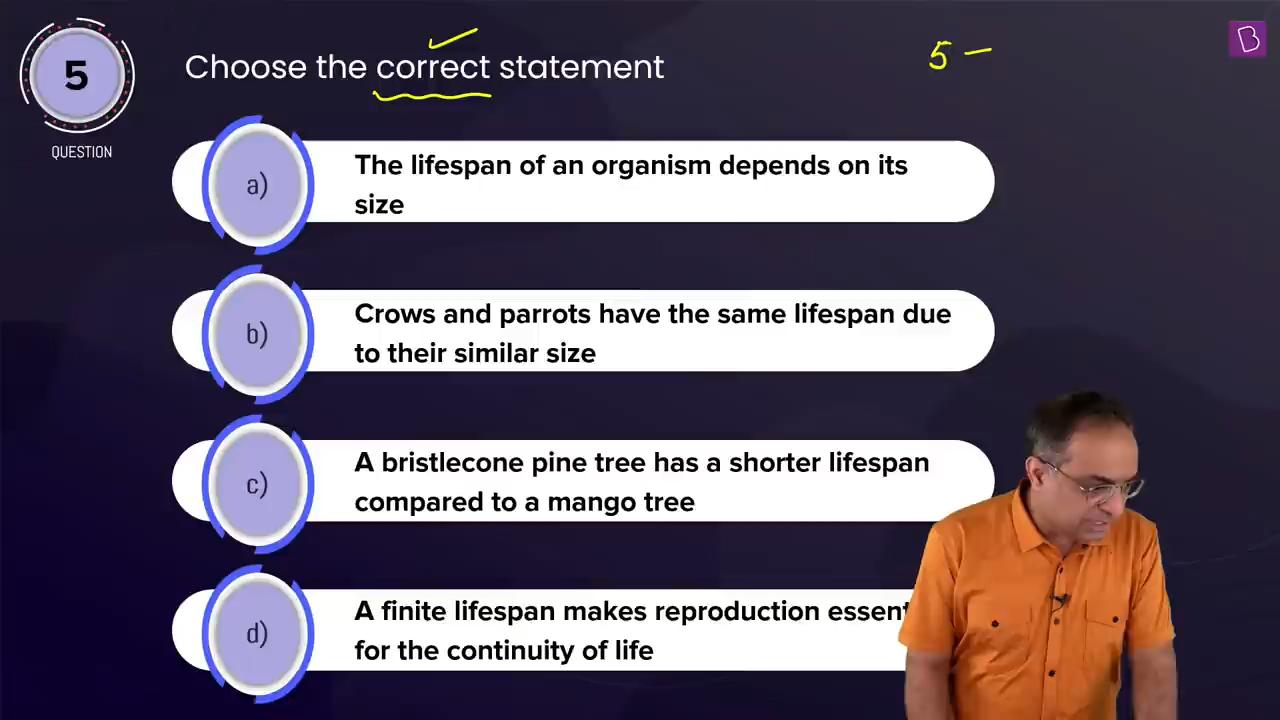 5
QUESTION
Choose the correct statement
5 –
a)
The lifespan of an organism depends on its
size
b)
Crows and parrots have the same lifespan due
to their similar size
c)
A bristlecone pine tree has a shorter lifespan
compared to a mango tree
d)
A finite lifespan makes reproduction essent
for the continuity of life
B